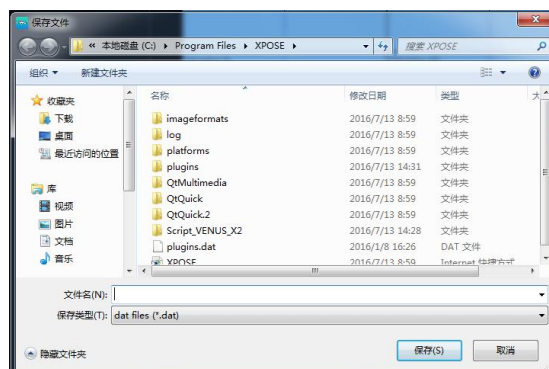 保存文件
« 本地磁盘 (C:) ▸ Program Files ▸ XPOSE ▸
搜索 XPOSE
组织 ▾ 新建文件夹
收藏夹
下载
桌面
最近访问的位置
库
视频
图片
文档
音乐
名称 修改日期 类型 大
imageformats 2016/7/13 8:59 文件夹
log 2016/7/13 8:59 文件夹
platforms 2016/7/13 8:59 文件夹
plugins 2016/7/13 14:31 文件夹
QtMultimedia 2016/7/13 8:59 文件夹
QtQuick 2016/7/13 8:59 文件夹
QtQuick.2 2016/7/13 8:59 文件夹
Script_VENUS_X2 2016/7/13 14:28 文件夹
plugins.dat 2016/1/8 16:26 DAT 文件
XPOSE 2016/7/13 8:59 Internet 快捷方式
文件名(N):
保存类型(T): dat files (*.dat)
隐藏文件夹
保存(S) 取消